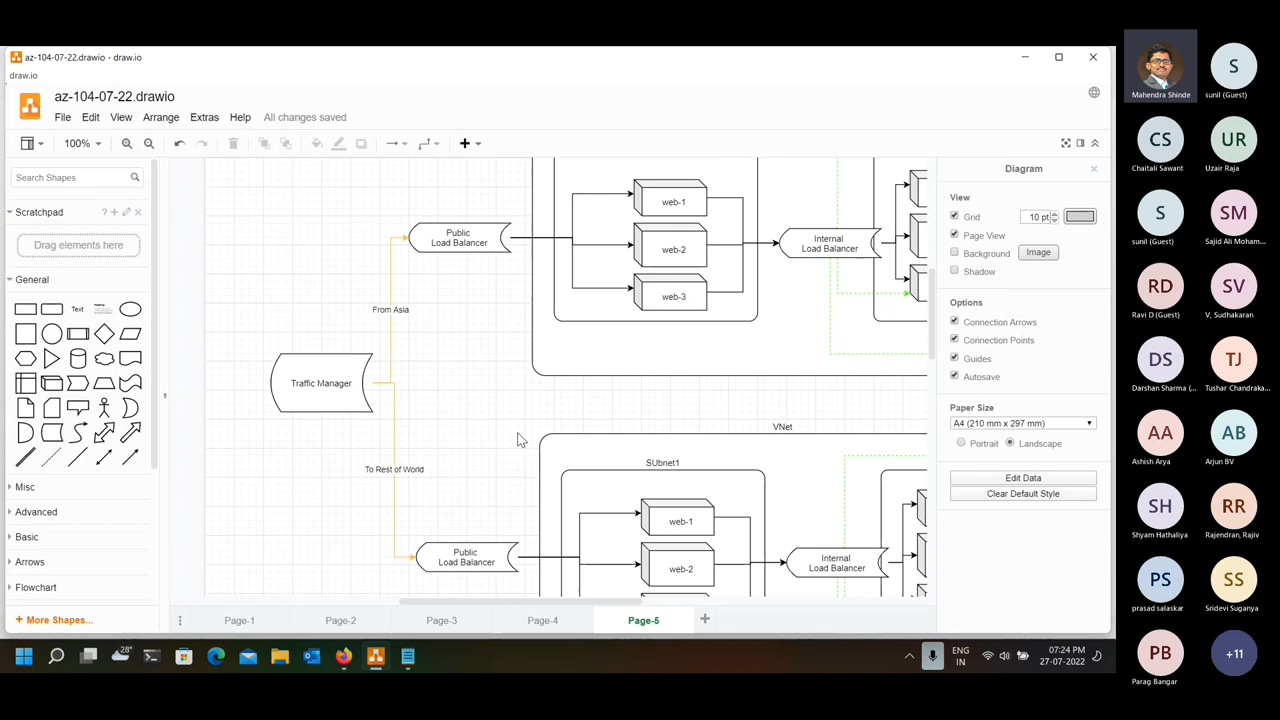 az-104-07-22.drawio - draw.io
draw.io
az-104-07-22.drawio
File Edit View Arrange Extras Help All changes saved
100%
Search Shapes
Scratchpad
Drag elements here
General
Text
Misc
Advanced
Basic
Arrows
Flowchart
More Shapes...
Public
Load Balancer
web-1
web-2
web-3
Internal
Load Balancer
From Asia
Traffic Manager
To Rest of World
VNet
SUbnet1
Public
Load Balancer
web-1
web-2
Internal
Load Balancer
Page-1 Page-2 Page-3 Page-4 Page-5
Diagram
View
Grid 10 pt
Page View
Background Image
Shadow
Options
Connection Arrows
Connection Points
Guides
Autosave
Paper Size
A4 (210 mm x 297 mm)
Portrait Landscape
Edit Data
Clear Default Style
28°
ENG
IN
07:24 PM
27-07-2022
Mahendra Shinde
S
sunil (Guest)
CS
Chaitali Sawant
UR
Uzair Raja
S
sunil (Guest)
SM
Sajid Ali Moham...
RD
Ravi D (Guest)
SV
V, Sudhakaran
DS
Darshan Sharma (...
TJ
Tushar Chandraka...
AA
Ashish Arya
AB
Arjun BV
SH
Shyam Hathaliya
RR
Rajendran, Rajiv
PS
prasad salaskar
SS
Sridevi Suganya
PB
Parag Bangar
+11